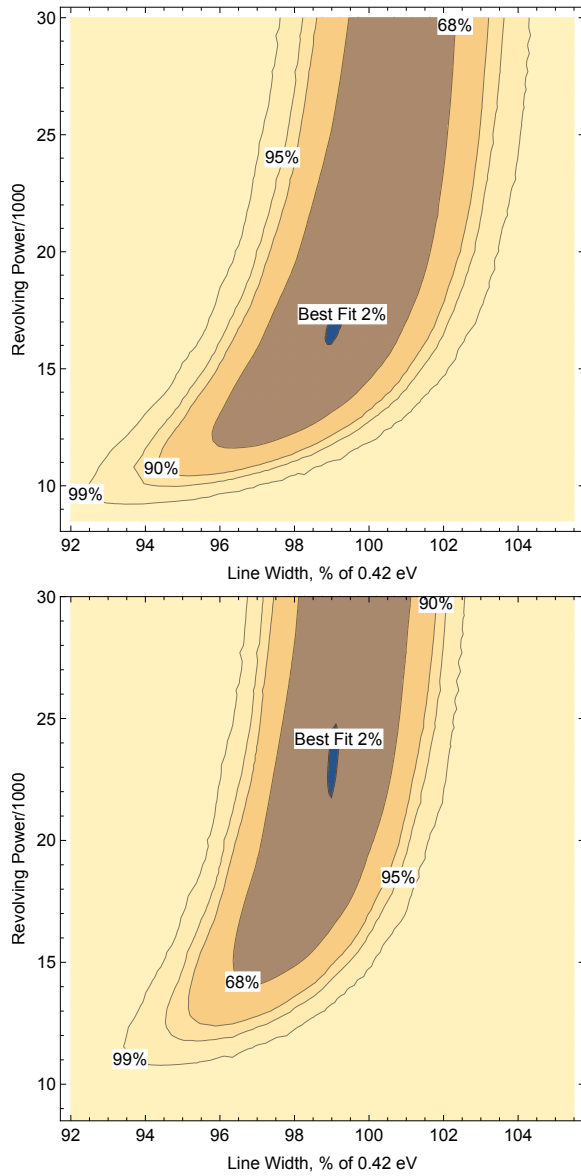 30
68%
25
95%
20
Best Fit 2%
15
90%
10
99%
Revolving Power/1000
92 94 96 98 100 102 104
Line Width, % of 0.42 eV
30
90%
25
Best Fit 2%
20
95%
15
68%
99%
10
Revolving Power/1000
92 94 96 98 100 102 104
Line Width, % of 0.42 eV